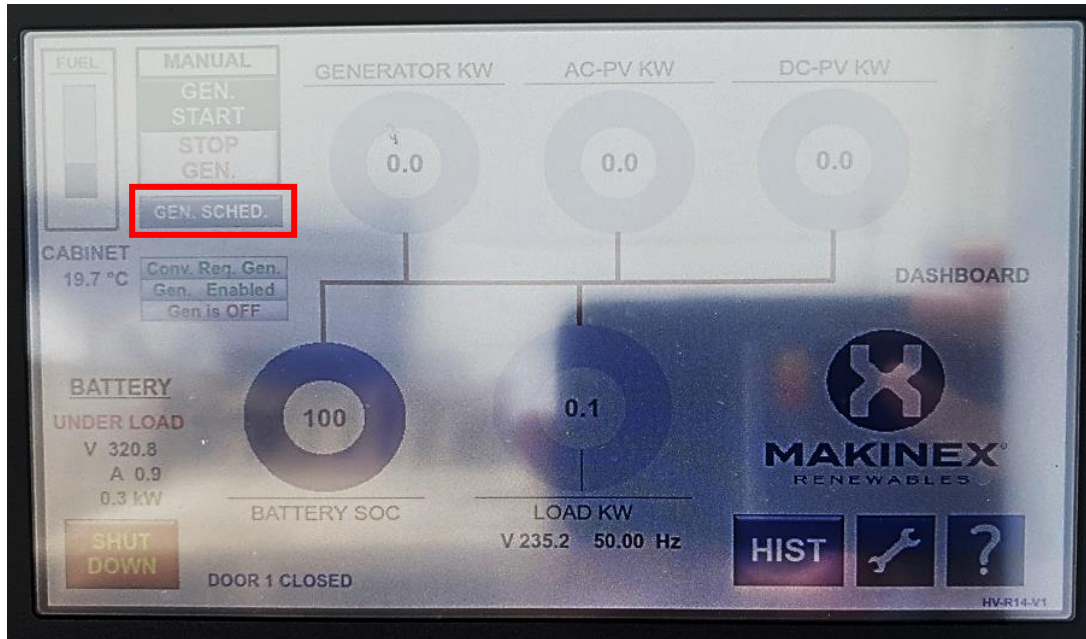 FUEL
MANUAL
GEN.
START
STOP
GEN.
GEN. SCHED.
GENERATOR KW
0.0
AC-PV KW
0.0
DC-PV KW
0.0
CABINET
19.7 °C
Conv. Req. Gen.
Gen. Enabled
Gen is OFF
DASHBOARD
BATTERY
UNDER LOAD
V 320.8
A 0.9
0.3 kW
100
BATTERY SOC
0.1
LOAD KW
V 235.2 50.00 Hz
MAKINEX®
RENEWABLES
SHUT
DOWN
DOOR 1 CLOSED
HIST
?
HV-R14-V1